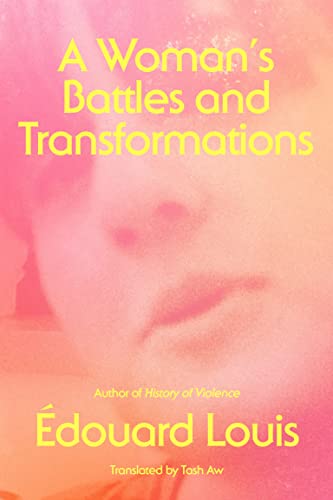 A Woman's
Battles and
Transformations
Author of History of Violence
Édouard Louis
Translated by Tash Aw